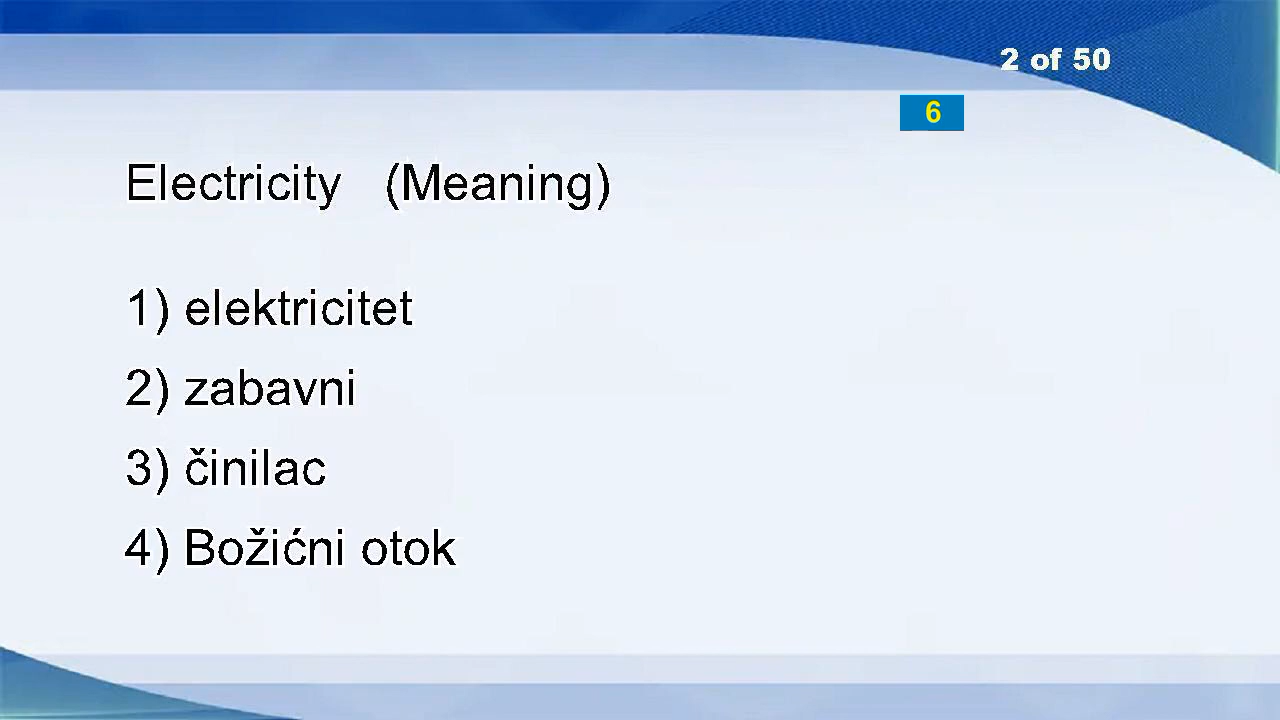 2 of 50
6
Electricity (Meaning)
1) elektricitet
2) zabavni
3) činilac
4) Božićni otok